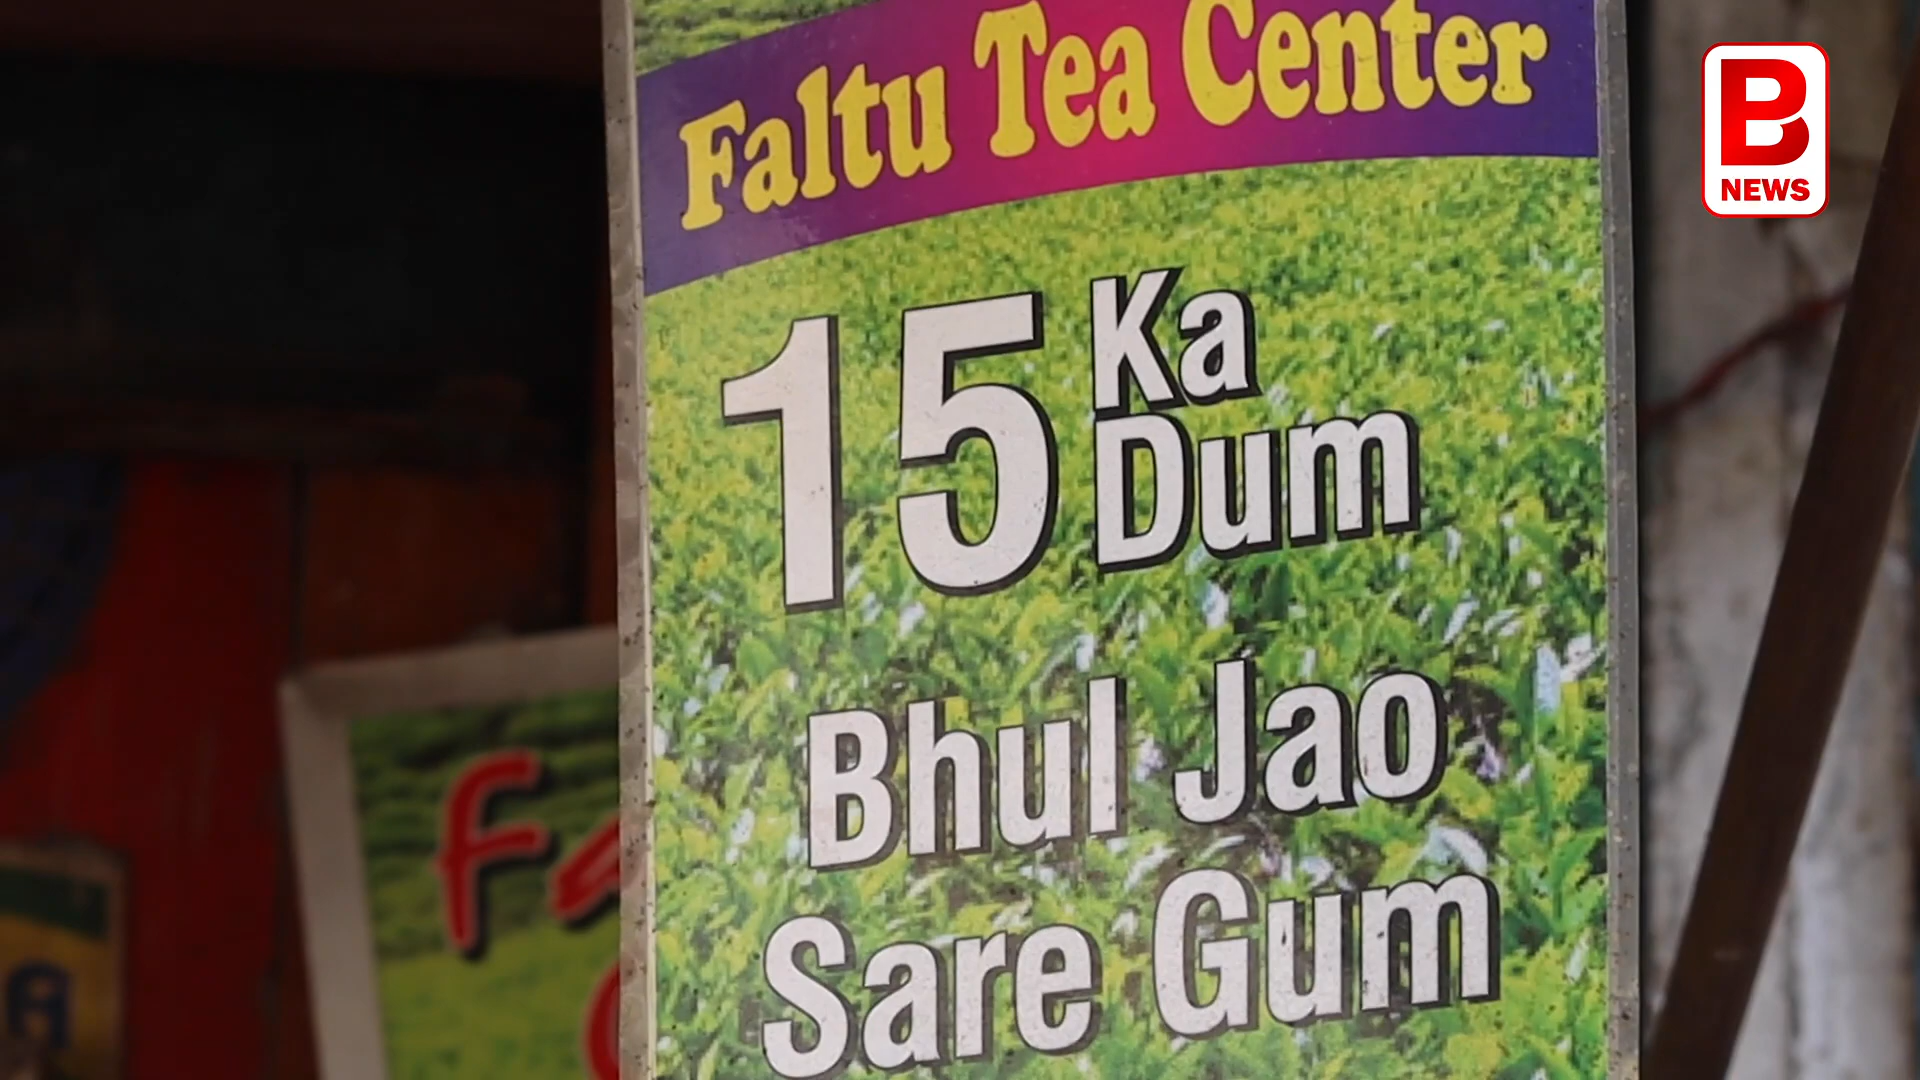 Faltu Tea Center
15 Ka
Dum
Bhul Jao
Sare Gum
B
NEWS